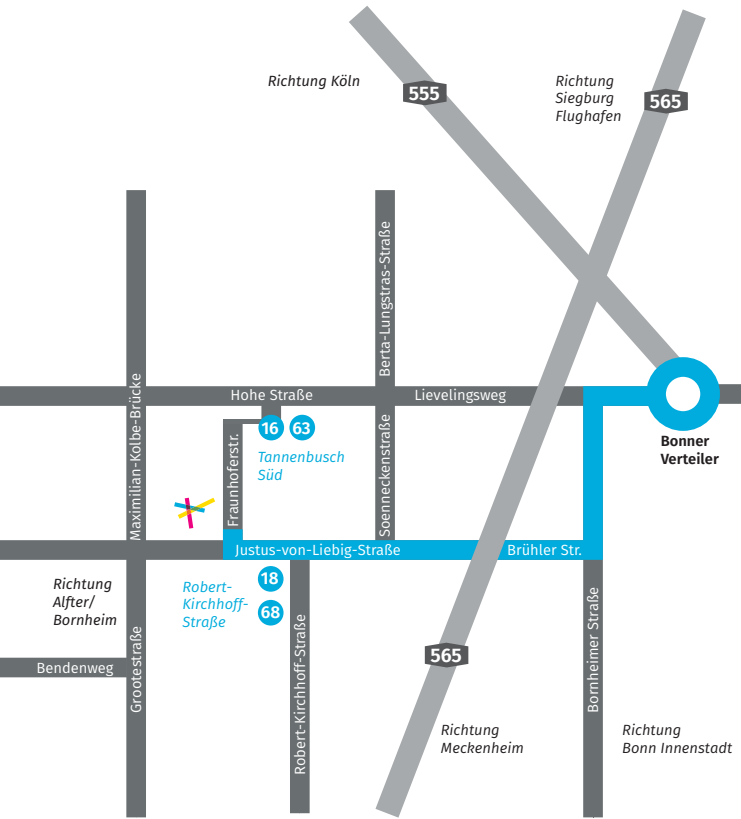 Richtung Köln
555
Richtung
Siegburg
Flughafen
565
Berta-Lungstras-Straße
Maximilian-Kolbe-Brücke
Hohe Straße
Lievelingsweg
Bonner
Verteiler
16
63
Tannenbusch
Süd
Fraunhoferstr.
Soenneckenstraße
Justus-von-Liebig-Straße
Brühler Str.
Richtung
Alfter/
Bornheim
Robert-
Kirchhoff-
Straße
18
68
Bendenweg
Grootestraße
Robert-Kirchhoff-Straße
565
Bornheimer Straße
Richtung
Meckenheim
Richtung
Bonn Innenstadt